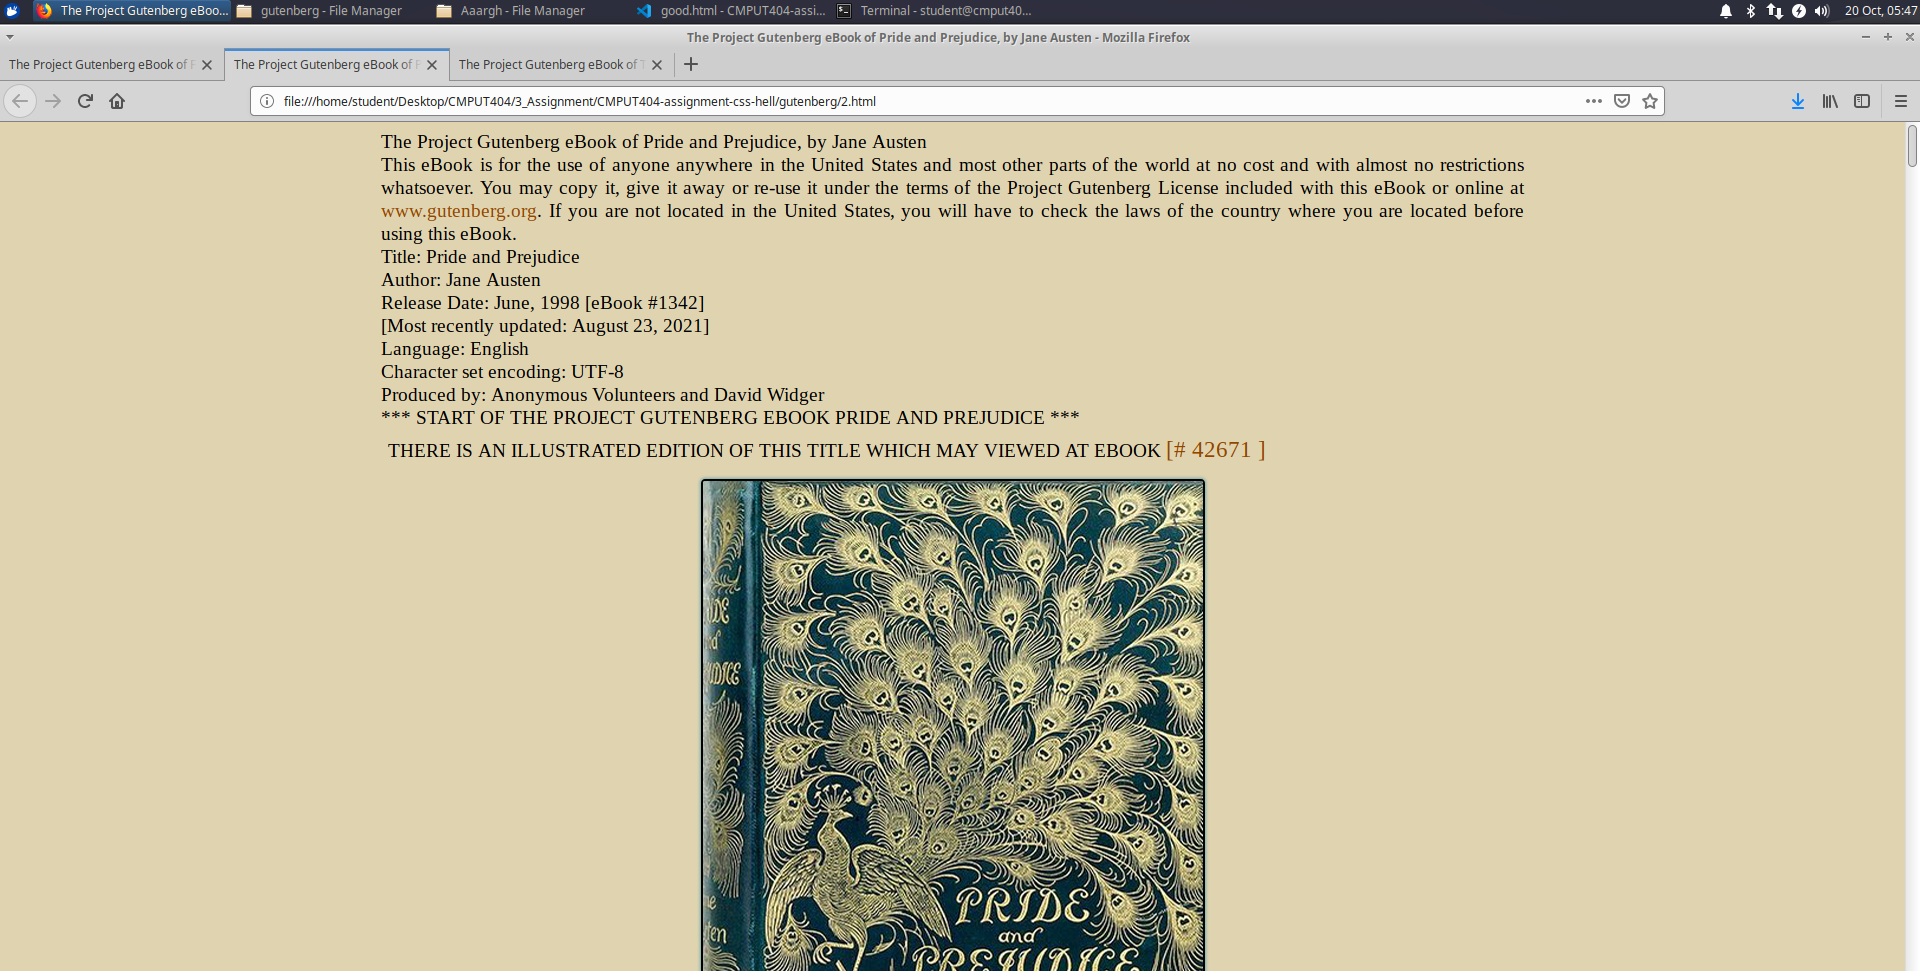 The Project Gutenberg eBoo...
gutenberg - File Manager
Aaargh - File Manager
good.html - CMPUT404-assi...
Terminal - student@cmput40...
20 Oct, 05:47
The Project Gutenberg eBook of Pride and Prejudice, by Jane Austen - Mozilla Firefox
The Project Gutenberg eBook of
The Project Gutenberg eBook of
The Project Gutenberg eBook of
file:///home/student/Desktop/CMPUT404/3_Assignment/CMPUT404-assignment-css-hell/gutenberg/2.html
The Project Gutenberg eBook of Pride and Prejudice, by Jane Austen
This eBook is for the use of anyone anywhere in the United States and most other parts of the world at no cost and with almost no restrictions
whatsoever. You may copy it, give it away or re-use it under the terms of the Project Gutenberg License included with this eBook or online at
www.gutenberg.org. If you are not located in the United States, you will have to check the laws of the country where you are located before
using this eBook.
Title: Pride and Prejudice
Author: Jane Austen
Release Date: June, 1998 [eBook #1342]
[Most recently updated: August 23, 2021]
Language: English
Character set encoding: UTF-8
Produced by: Anonymous Volunteers and David Widger
*** START OF THE PROJECT GUTENBERG EBOOK PRIDE AND PREJUDICE ***
THERE IS AN ILLUSTRATED EDITION OF THIS TITLE WHICH MAY VIEWED AT EBOOK [# 42671 ]
PRIDE
and
PREJUDICE